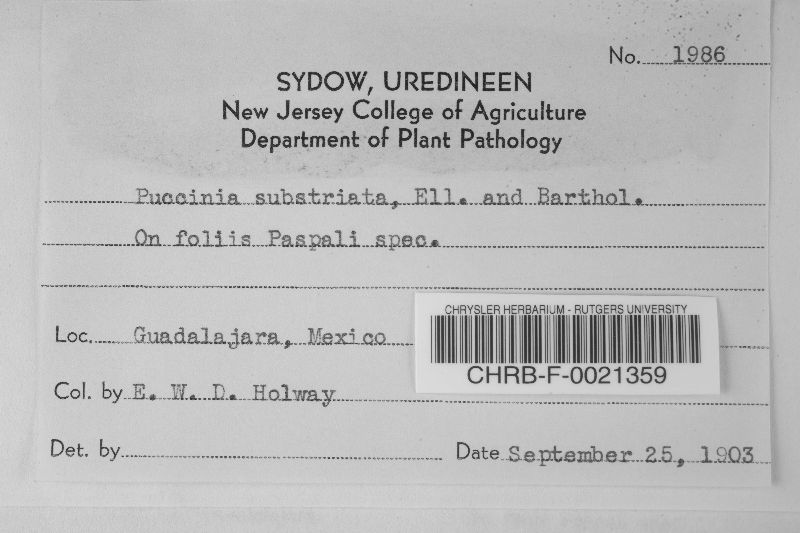 No. 1986
SYDOW, UREDINEEN
New Jersey College of Agriculture
Department of Plant Pathology
Puccinia substriata, Ell. and Barthol.
On foliis Paspali spec.
CHRYSLER HERBARIUM - RUTGERS UNIVERSITY
CHRB-F-0021359
Loc. Guadalajara, Mexico
Col. by E. W. D. Holway
Det. by
Date September 25, 1903